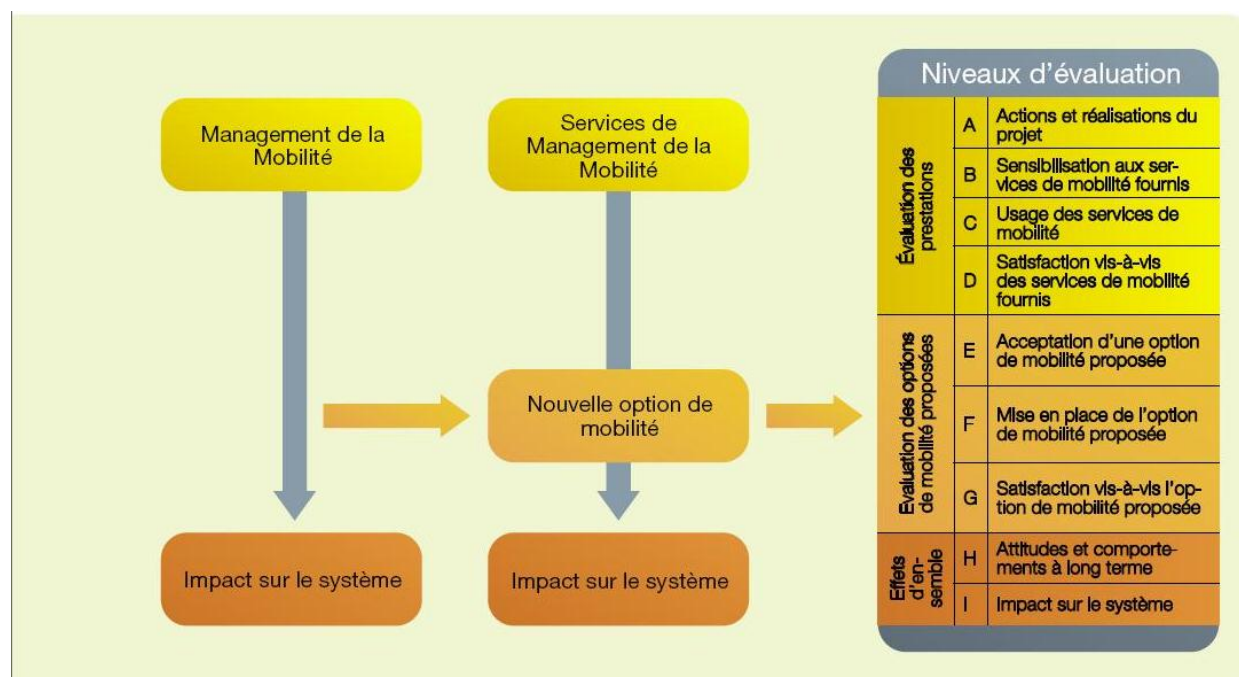 Management de la
Mobilité
Services de
Management de la
Mobilité
Nouvelle option de
mobilité
Impact sur le système
Impact sur le système
Niveaux d'évaluation
Évaluation des
prestations
A
Actions et réalisations du
projet
B
Sensibilisation aux ser-
vices de mobilité fournis
C
Usage des services de
mobilité
D
Satisfaction vis-à-vis
des services de mobilité
fournis
Evaluation des options
de mobilité proposées
E
Acceptation d'une option
de mobilité proposée
F
Mise en place de l'option
de mobilité proposée
G
Satisfaction vis-à-vis l'op-
tion de mobilité proposée
Effets
d'en-
semble
H
Attitudes et comporte-
ments à long terme
I
Impact sur le système